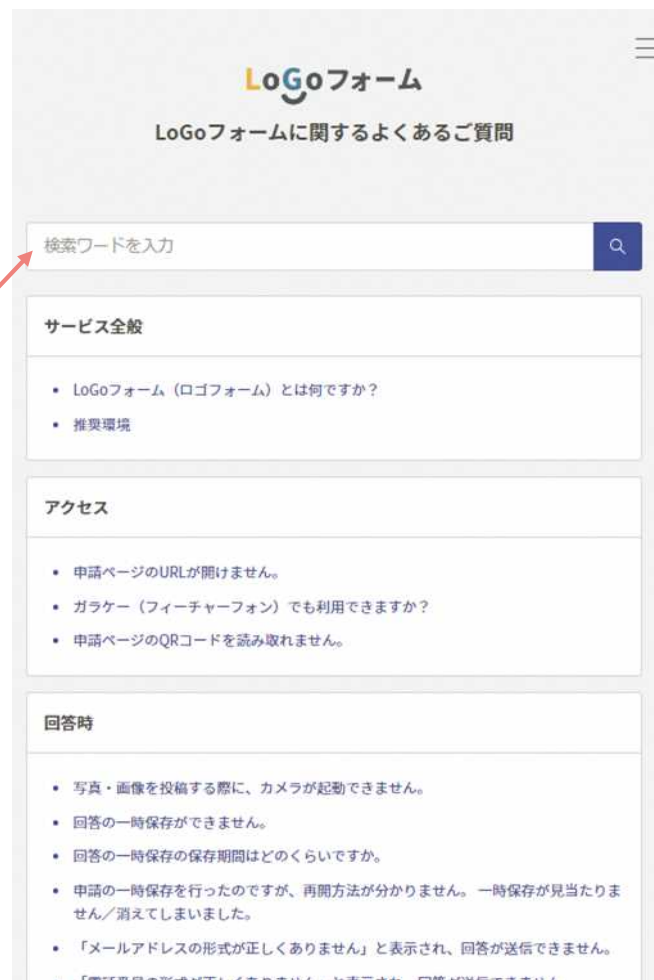 LoGoフォーム
LoGoフォームに関するよくあるご質問
検索ワードを入力
サービス全般
• LoGoフォーム（ロゴフォーム）とは何ですか？
• 推奨環境
アクセス
• 申請ページのURLが開けません。
• ガラケー（フィーチャーフォン）でも利用できますか？
• 申請ページのQRコードを読み取れません。
回答時
• 写真・画像を投稿する際に、カメラが起動できません。
• 回答の一時保存ができません。
• 回答の一時保存の保存期間はどのくらいですか。
• 申請の一時保存を行ったのですが、再開方法が分かりません。 一時保存が見当たりま
せん／消えてしまいました。
• 「メールアドレスの形式が正しくありません」と表示され、回答が送信できません。